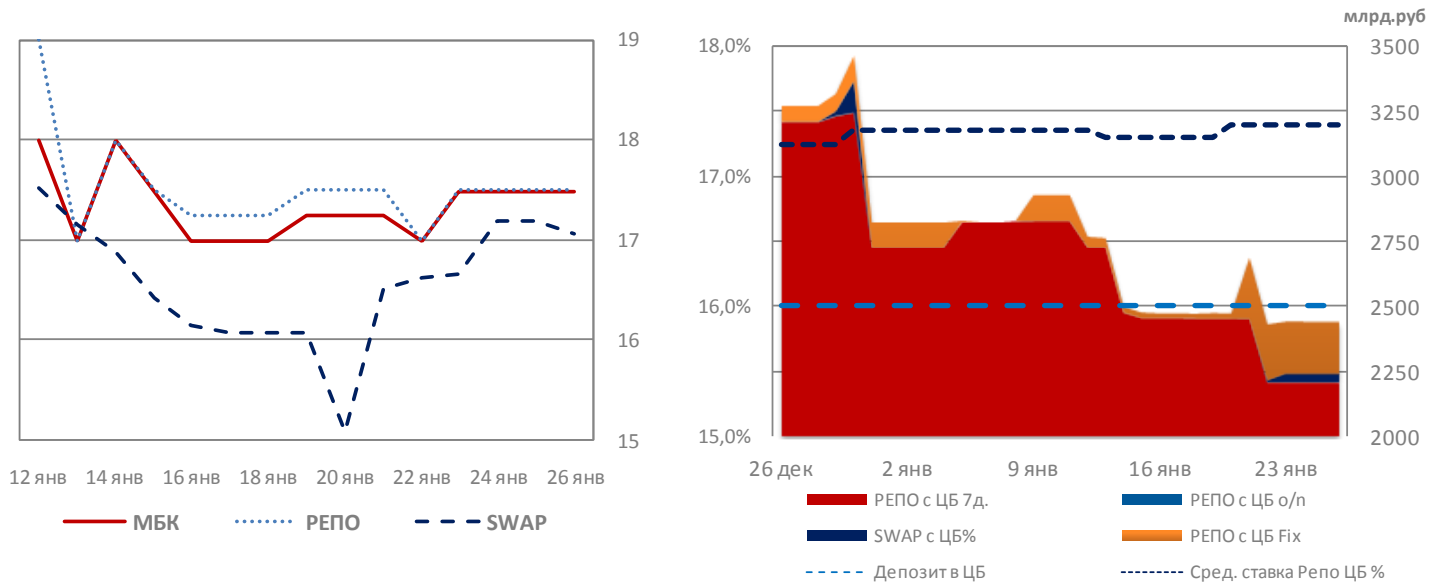 19
18
17
16
15
12 янв 14 янв 16 янв 18 янв 20 янв 22 янв 24 янв 26 янв
МБК РЕПО SWAP
млрд.руб
18,0% 3500
3250
17,0% 3000
2750
16,0% 2500
2250
15,0% 2000
26 дек 2 янв 9 янв 16 янв 23 янв
РЕПО с ЦБ 7д. РЕПО с ЦБ o/n
SWAP с ЦБ% РЕПО с ЦБ Fix
Депозит в ЦБ Сред. ставка Репо ЦБ %